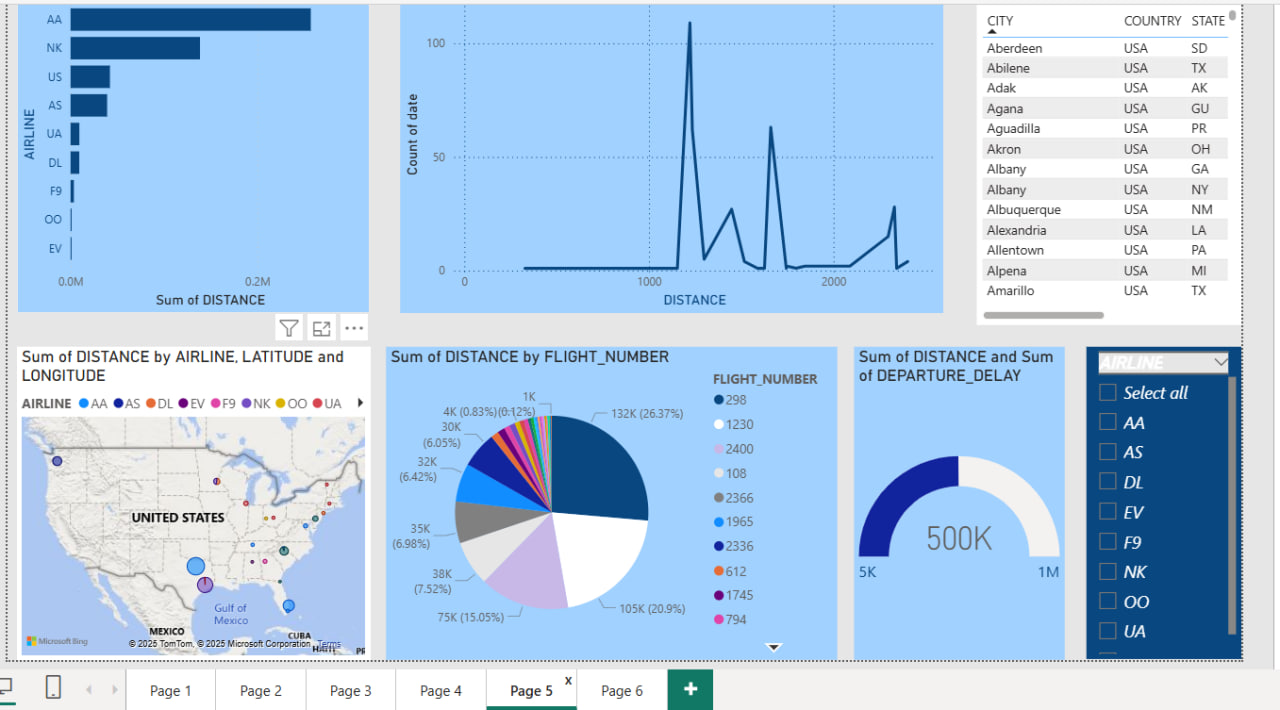 AA
NK
US
AS
UA
DL
F9
OO
EV
AIRLINE
0.0M 0.2M
Sum of DISTANCE
100
50
0
Count of date
0 1000 2000
DISTANCE
CITY COUNTRY STATE
Aberdeen USA SD
Abilene USA TX
Adak USA AK
Agana USA GU
Aguadilla USA PR
Akron USA OH
Albany USA GA
Albany USA NY
Albuquerque USA NM
Alexandria USA LA
Allentown USA PA
Alpena USA MI
Amarillo USA TX
Sum of DISTANCE by AIRLINE, LATITUDE and
LONGITUDE
AIRLINE AA AS DL EV F9 NK OO UA
UNITED STATES
Gulf of
Mexico
MEXICO
CUBA
HAITI PR
Microsoft Bing
© 2025 TomTom, © 2025 Microsoft Corporation, Terms
Sum of DISTANCE by FLIGHT_NUMBER
1K
4K (0.83%)
(0.12%)
30K
(6.05%)
32K
(6.42%)
35K
(6.98%)
38K
(7.52%)
75K (15.05%)
105K (20.9%)
132K (26.37%)
FLIGHT_NUMBER
298
1230
2400
108
2366
1965
2336
612
1745
794
Sum of DISTANCE and Sum
of DEPARTURE_DELAY
500K
5K 1M
AIRLINE
Select all
AA
AS
DL
EV
F9
NK
OO
UA
Page 1 Page 2 Page 3 Page 4 Page 5 x Page 6 +